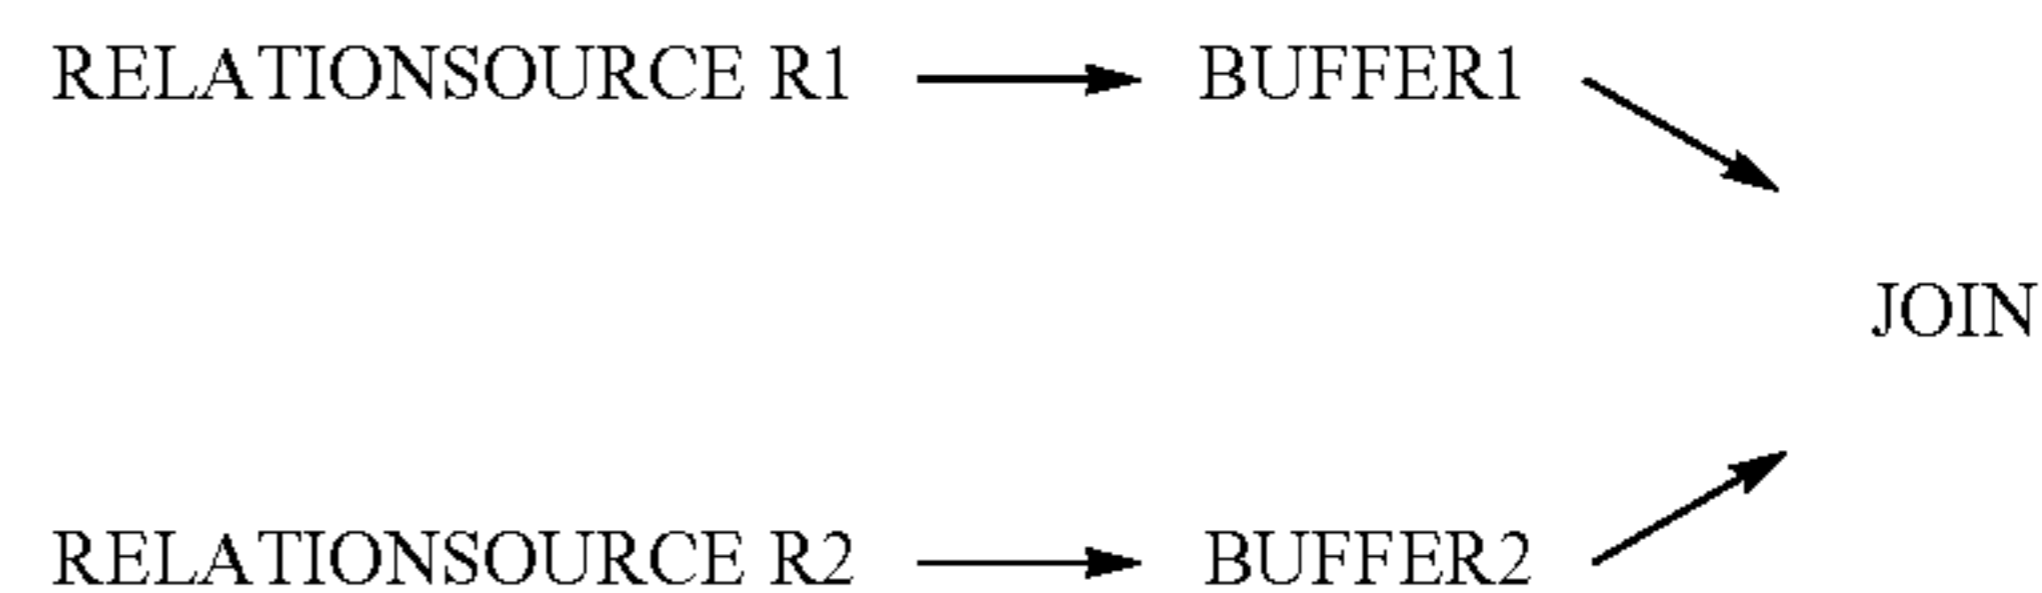 RELATIONSOURCE R1 BUFFER1
JOIN
RELATIONSOURCE R2 BUFFER2